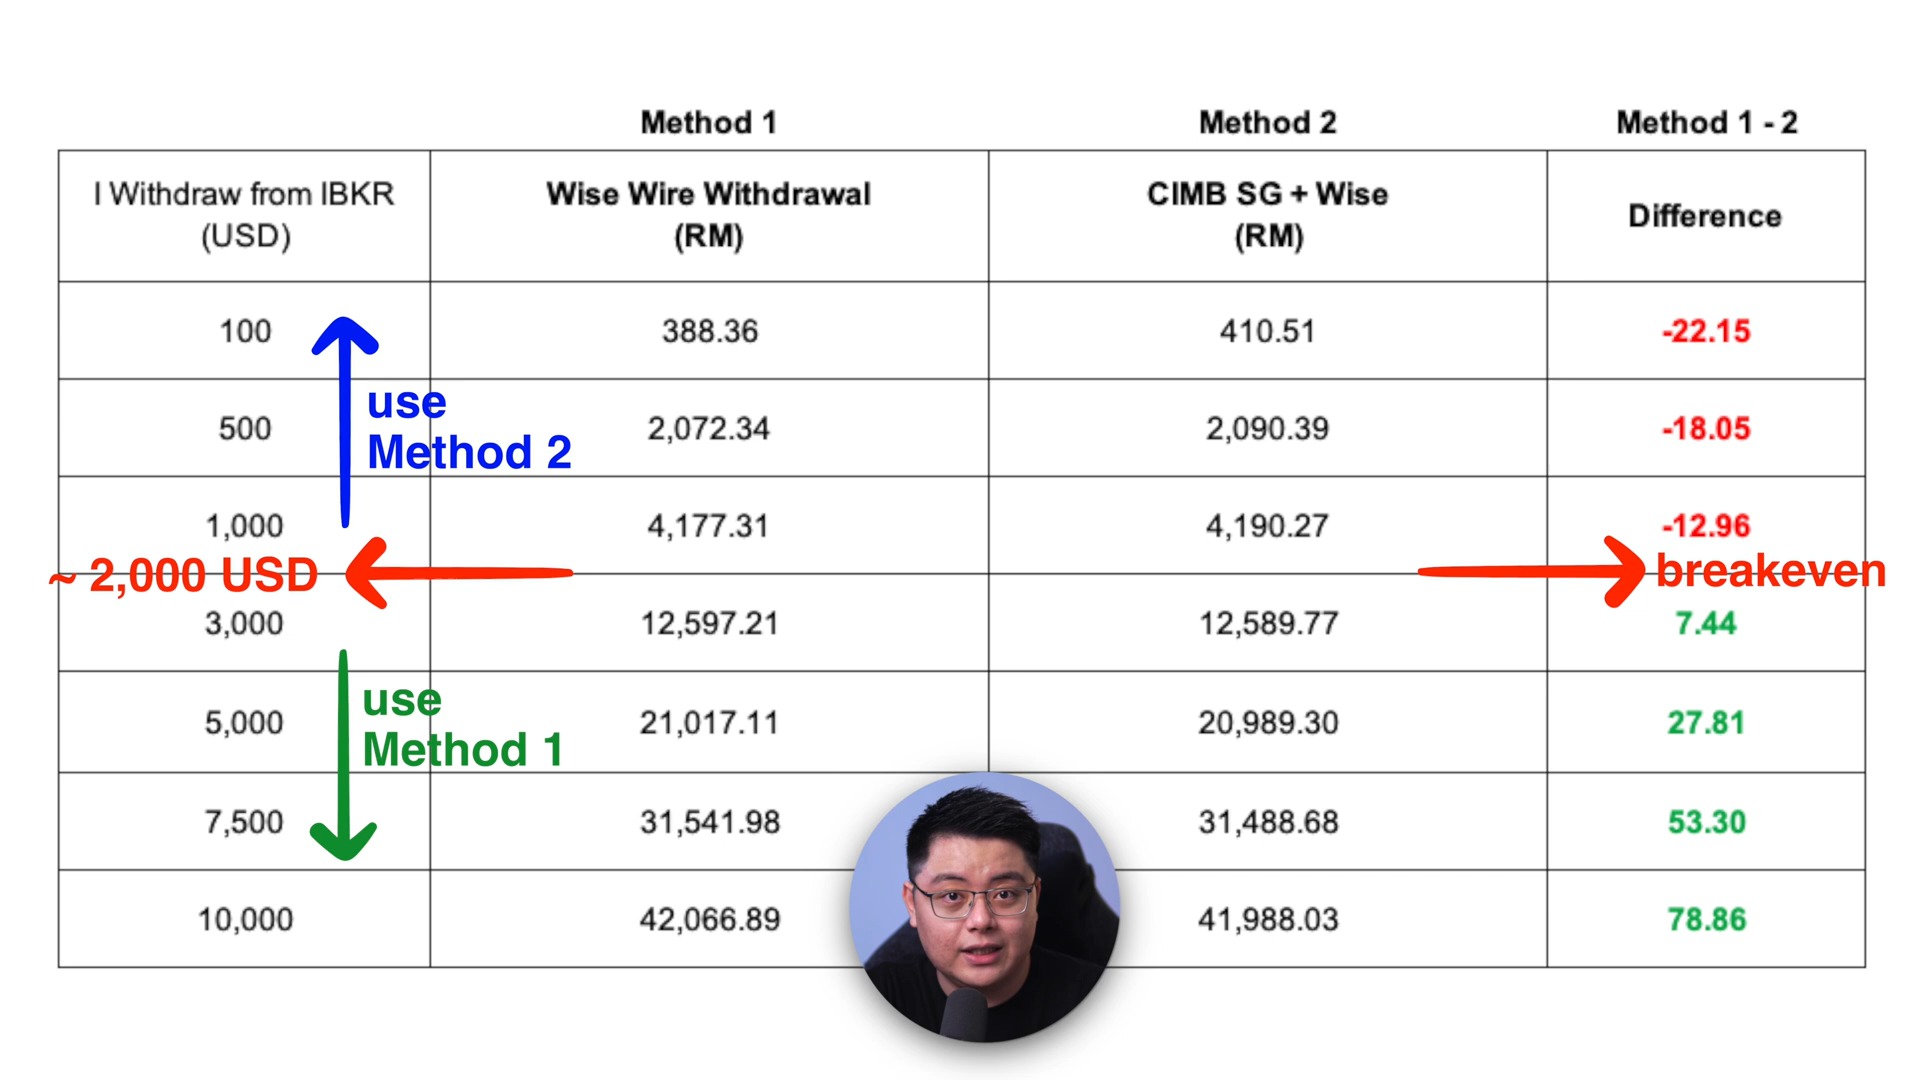 Method 1
Method 2
Method 1 - 2
I Withdraw from IBKR
(USD)
Wise Wire Withdrawal
(RM)
CIMB SG + Wise
(RM)
Difference
100
388.36
410.51
-22.15
use
Method 2
500
2,072.34
2,090.39
-18.05
1,000
4,177.31
4,190.27
-12.96
~ 2,000 USD
breakeven
3,000
12,597.21
12,589.77
7.44
use
Method 1
5,000
21,017.11
20,989.30
27.81
7,500
31,541.98
31,488.68
53.30
10,000
42,066.89
41,988.03
78.86